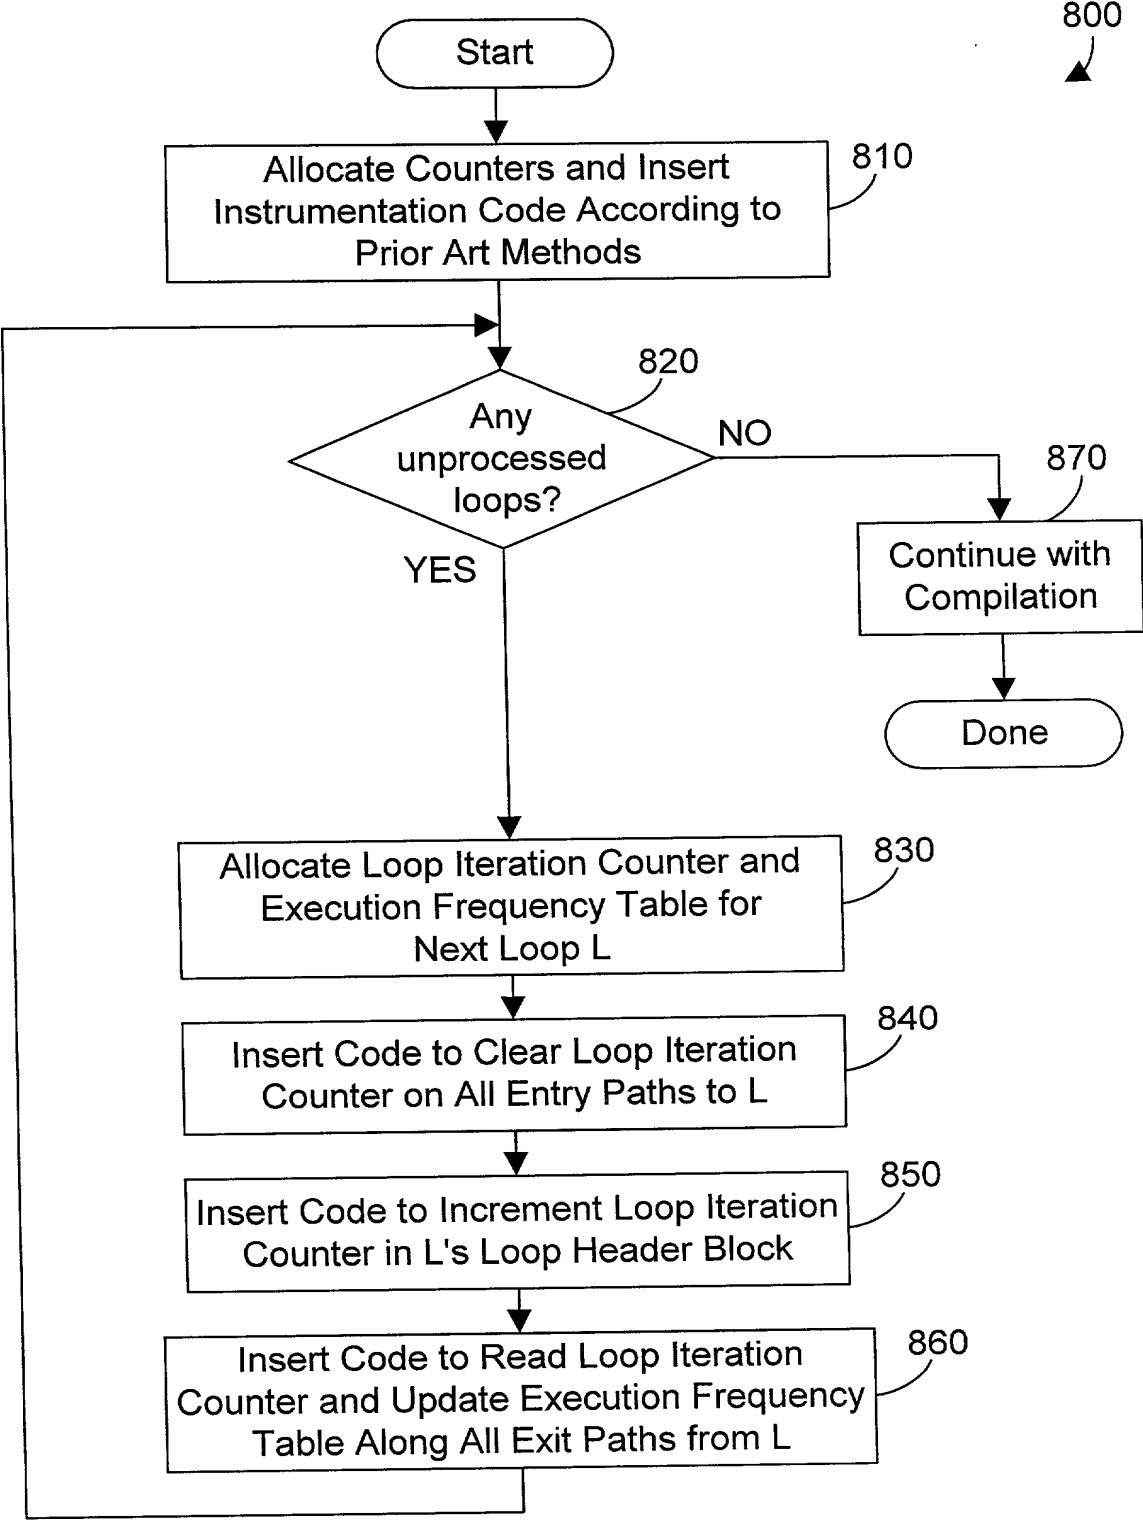 800
Start
810
Allocate Counters and Insert
Instrumentation Code According to
Prior Art Methods
820
Any
unprocessed
loops?
NO
YES
870
Continue with
Compilation
Done
830
Allocate Loop Iteration Counter and
Execution Frequency Table for
Next Loop L
840
Insert Code to Clear Loop Iteration
Counter on All Entry Paths to L
850
Insert Code to Increment Loop Iteration
Counter in L's Loop Header Block
860
Insert Code to Read Loop Iteration
Counter and Update Execution Frequency
Table Along All Exit Paths from L